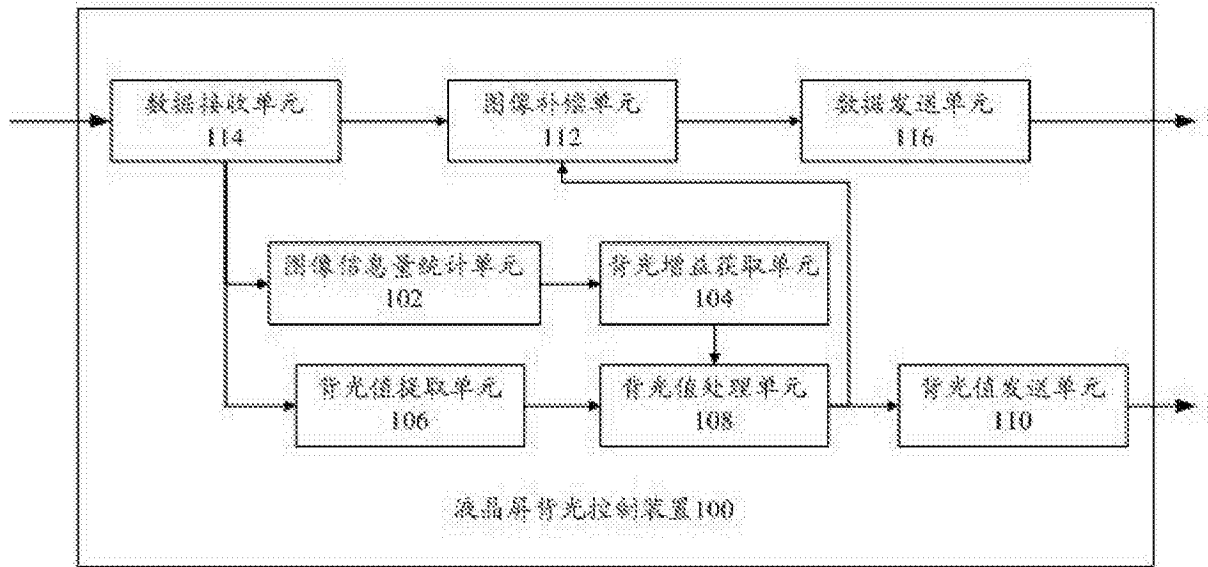 数据接收单元
114
图像补偿单元
112
数据发送单元
116
图像信息量统计单元
102
背光增益获取单元
104
背光值提取单元
106
背光值处理单元
108
背光值发送单元
110
液晶屏背光控制装置100